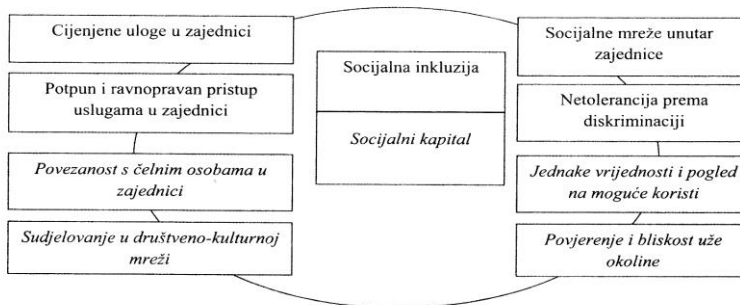 Cijenjene uloge u zajednici
Potpun i ravnopravan pristup
uslugama u zajednici
Povezanost s čelnim osobama u
zajednici
Sudjelovanje u društveno-kulturnoj
mreži
Socijalna inkluzija
Socijalni kapital
Socijalne mreže unutar
zajednice
Netolerancija prema
diskriminaciji
Jednake vrijednosti i pogled
na moguće koristi
Povjerenje i bliskost uže
okoline